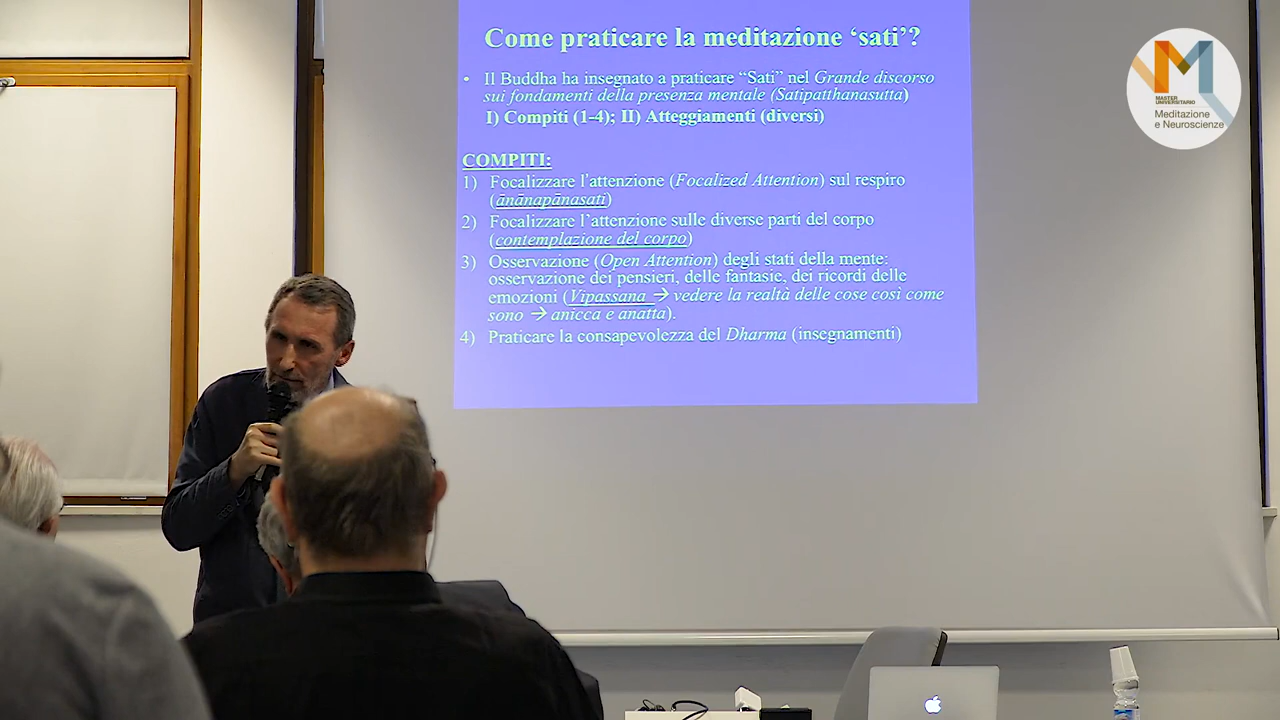 Come praticare la meditazione ‘sati’?
• Il Buddha ha insegnato a praticare “Sati” nel Grande discorso
sui fondamenti della presenza mentale (Satipatthanasutta)
I) Compiti (1-4); II) Atteggiamenti (diversi)
COMPITI:
1) Focalizzare l’attenzione (Focalized Attention) sul respiro
(ānānapānasati)
2) Focalizzare l’attenzione sulle diverse parti del corpo
(contemplazione del corpo)
3) Osservazione (Open Attention) degli stati della mente:
osservazione dei pensieri, delle fantasie, dei ricordi delle
emozioni (Vipassana → vedere la realtà delle cose così come
sono → anicca e anatta).
4) Praticare la consapevolezza del Dharma (insegnamenti)
M
MASTER
UNIVERSITARIO
Meditazione
e Neuroscienze